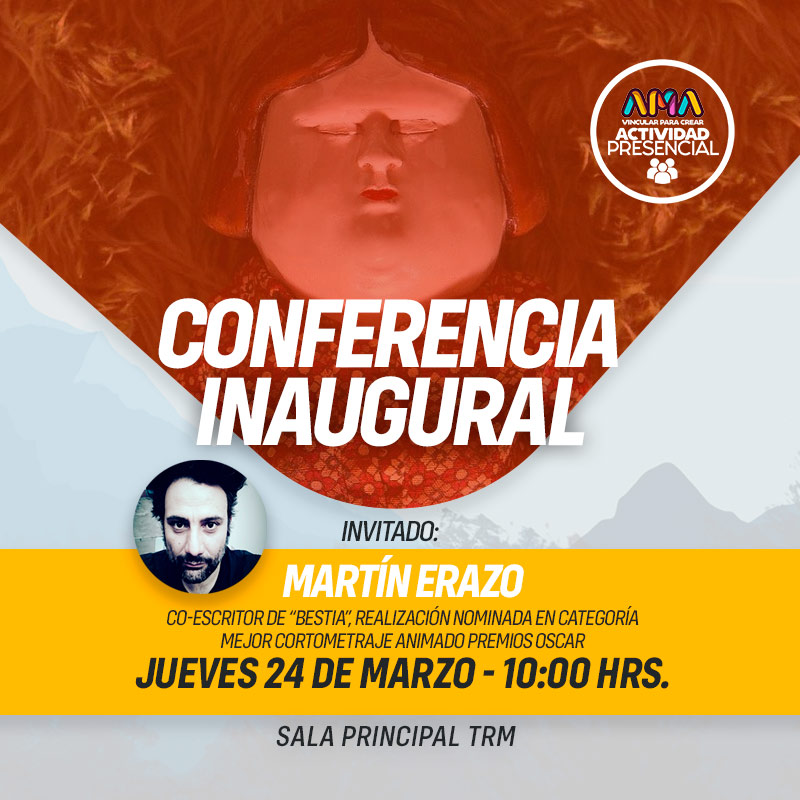 AMA
VINCULAR PARA CREAR
ACTIVIDAD
PRESENCIAL
CONFERENCIA
INAUGURAL
INVITADO:
MARTÍN ERAZO
CO-ESCRITOR DE “BESTIA”, REALIZACIÓN NOMINADA EN CATEGORÍA
MEJOR CORTOMETRAJE ANIMADO PREMIOS OSCAR
JUEVES 24 DE MARZO - 10:00 HRS.
SALA PRINCIPAL TRM